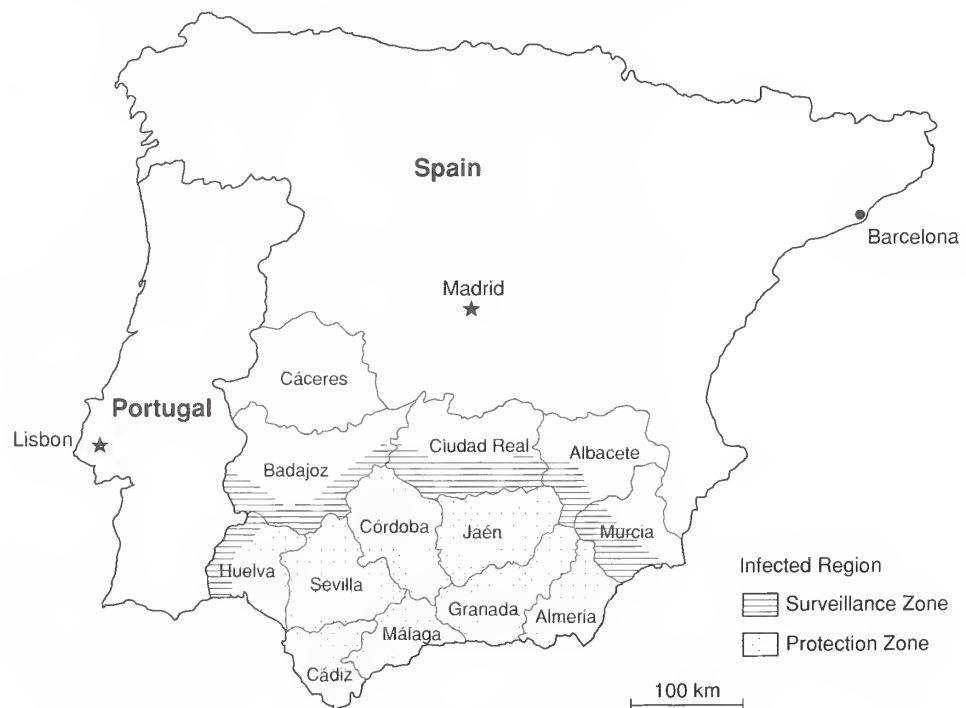 Spain
Barcelona
Madrid
Cáceres
Portugal
Lisbon
Ciudad Real
Albacete
Badajoz
Córdoba
Jaén
Murcia
Huelva
Sevilla
Granada
Almería
Málaga
Cádiz
Infected Region
Surveillance Zone
Protection Zone
100 km